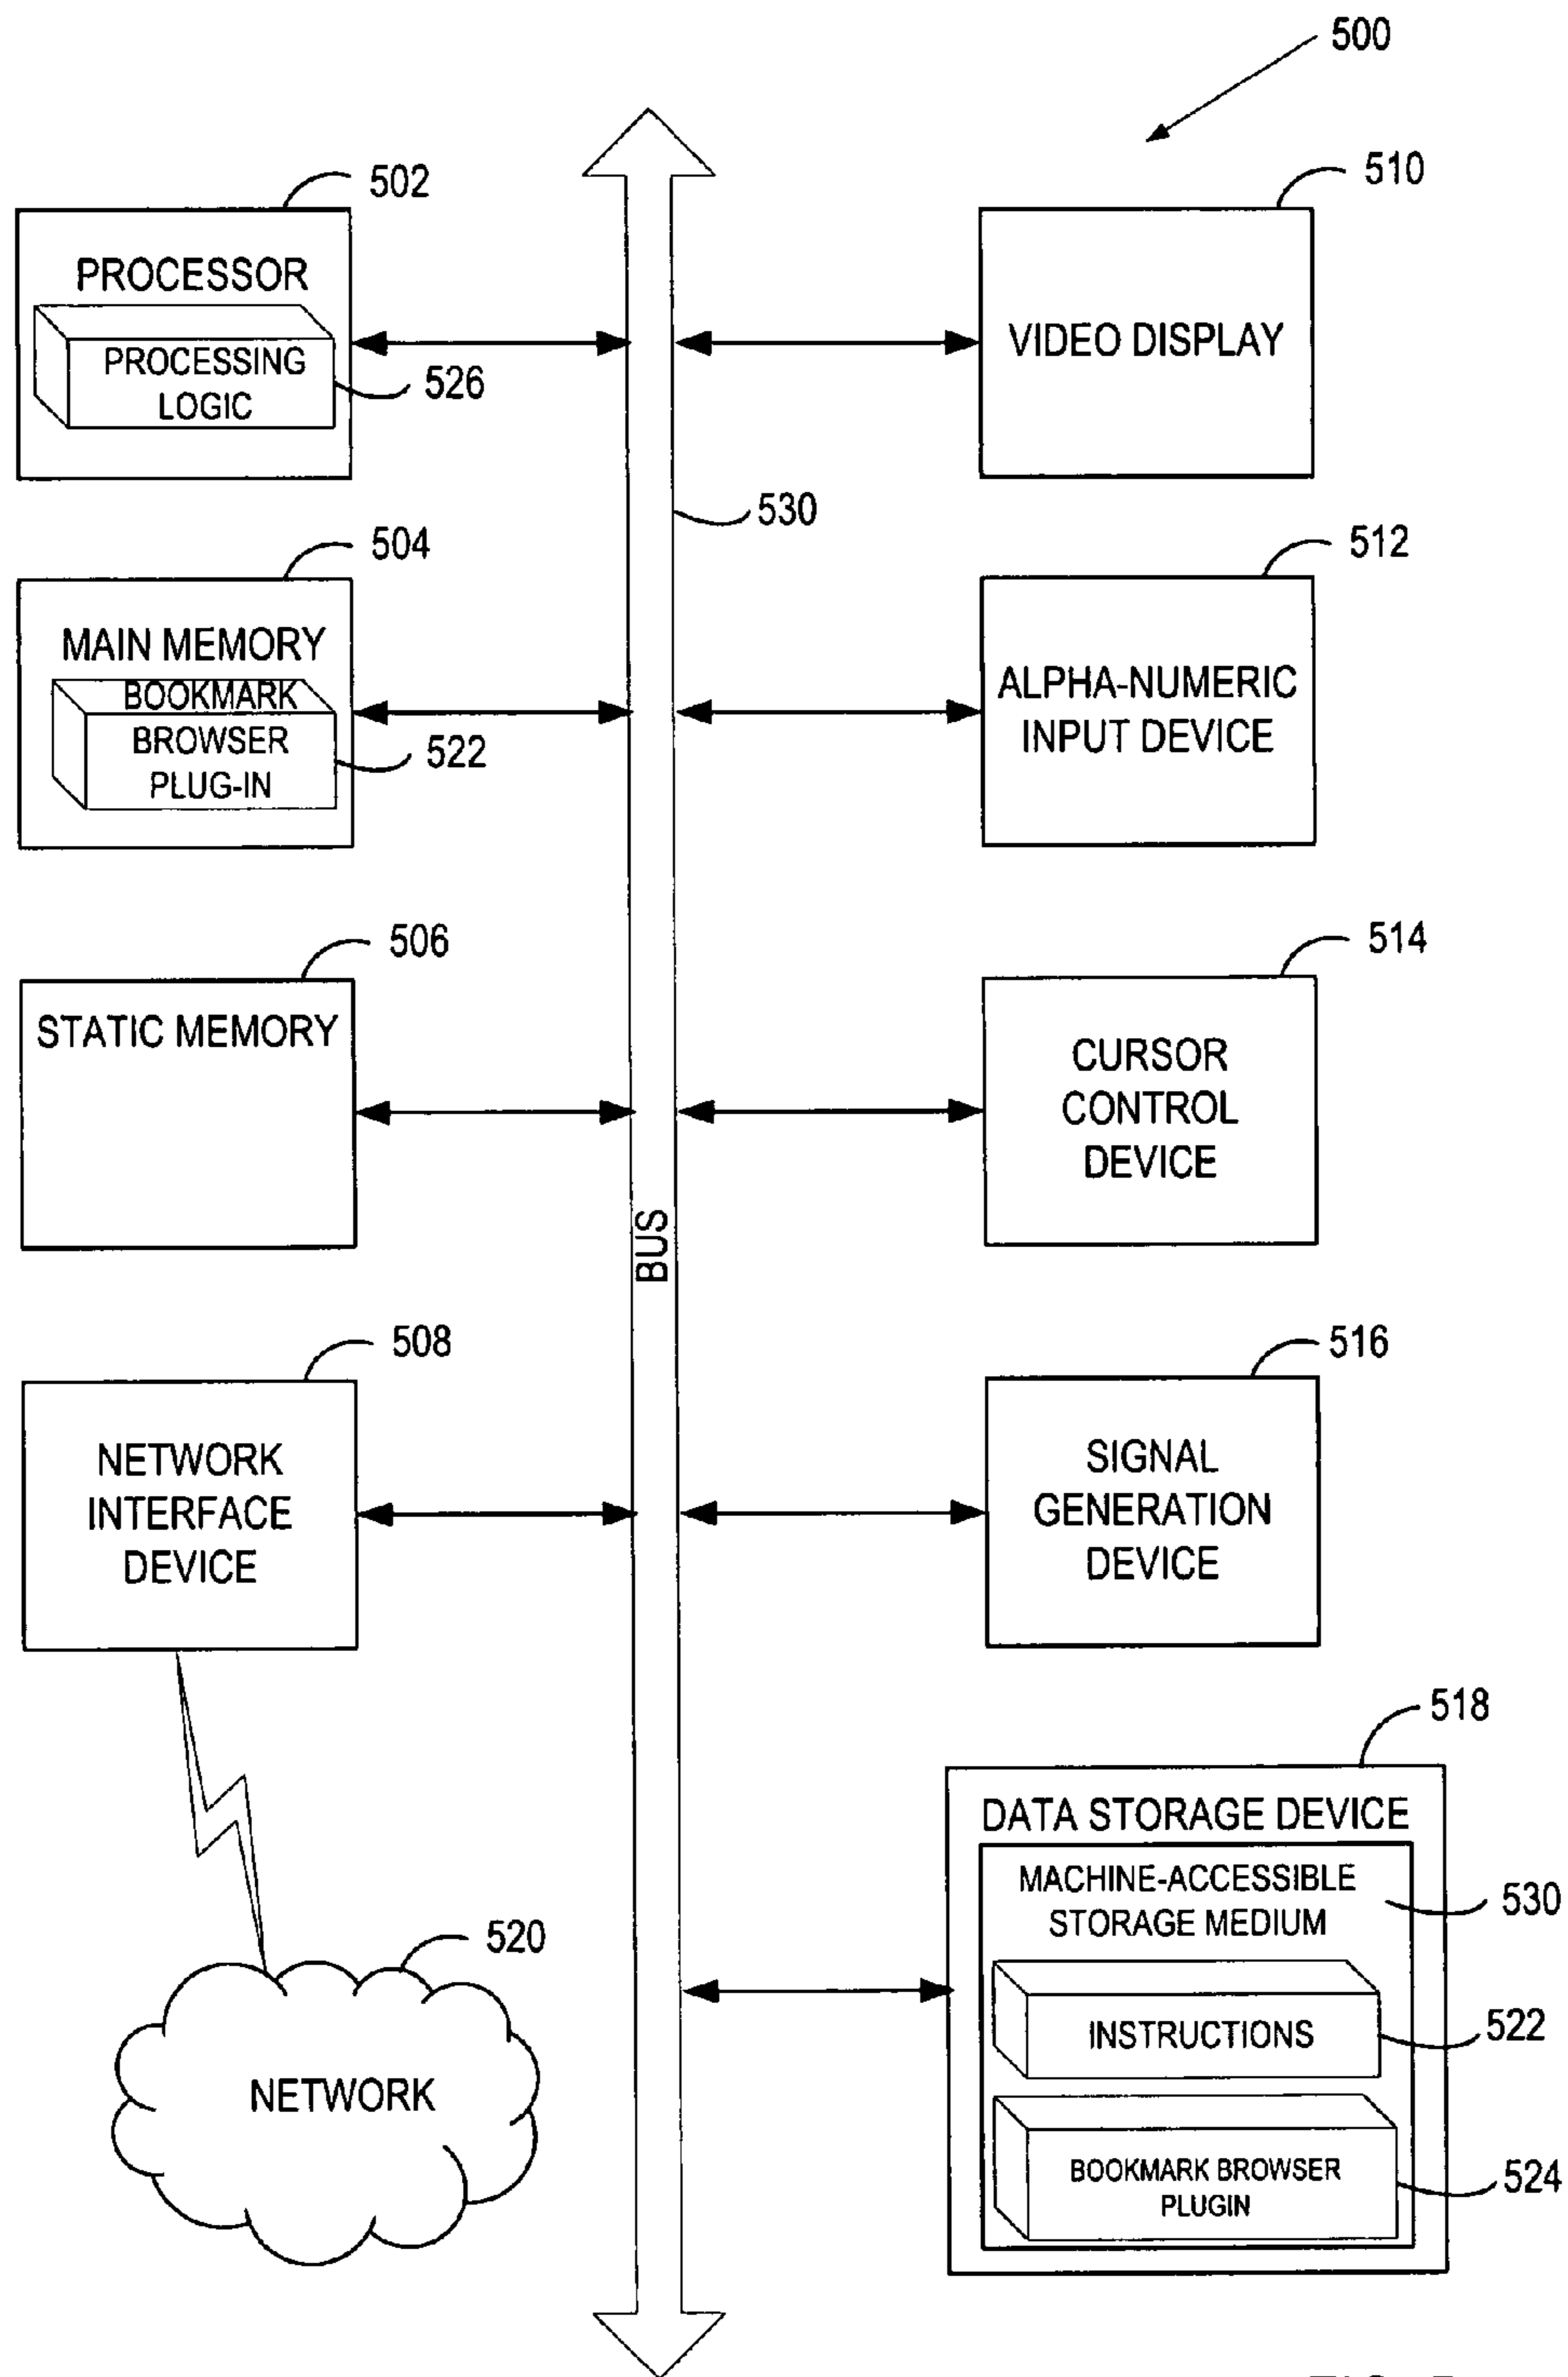 500
502
PROCESSOR
PROCESSING
LOGIC
526
510
VIDEO DISPLAY
530
504
MAIN MEMORY
BOOKMARK
BROWSER
PLUG-IN
522
512
ALPHA-NUMERIC
INPUT DEVICE
506
STATIC MEMORY
514
CURSOR
CONTROL
DEVICE
BUS
508
NETWORK
INTERFACE
DEVICE
516
SIGNAL
GENERATION
DEVICE
518
DATA STORAGE DEVICE
MACHINE-ACCESSIBLE
STORAGE MEDIUM
530
INSTRUCTIONS
522
BOOKMARK BROWSER
PLUGIN
524
520
NETWORK